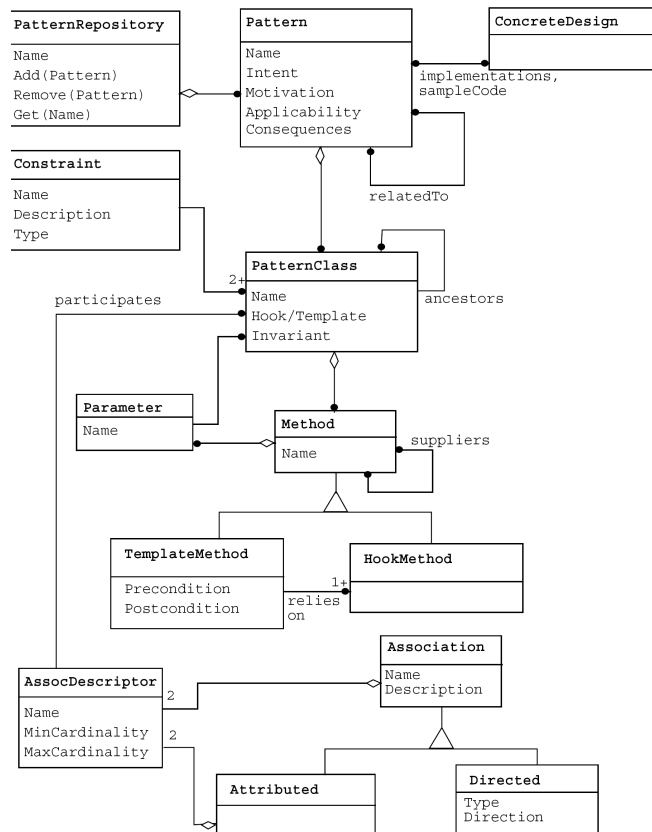 PatternRepository
Name
Add(Pattern)
Remove(Pattern)
Get(Name)
Pattern
Name
Intent
Motivation
Applicability
Consequences
ConcreteDesign
implementations,
sampleCode
relatedTo
Constraint
Name
Description
Type
PatternClass
Name
Hook/Template
Invariant
2+
ancestors
participates
Parameter
Name
Method
Name
suppliers
TemplateMethod
Precondition
Postcondition
1+
relies
on
HookMethod
Association
Name
Description
AssocDescriptor
Name
MinCardinality
MaxCardinality
2
2
Attributed
Directed
Type
Direction